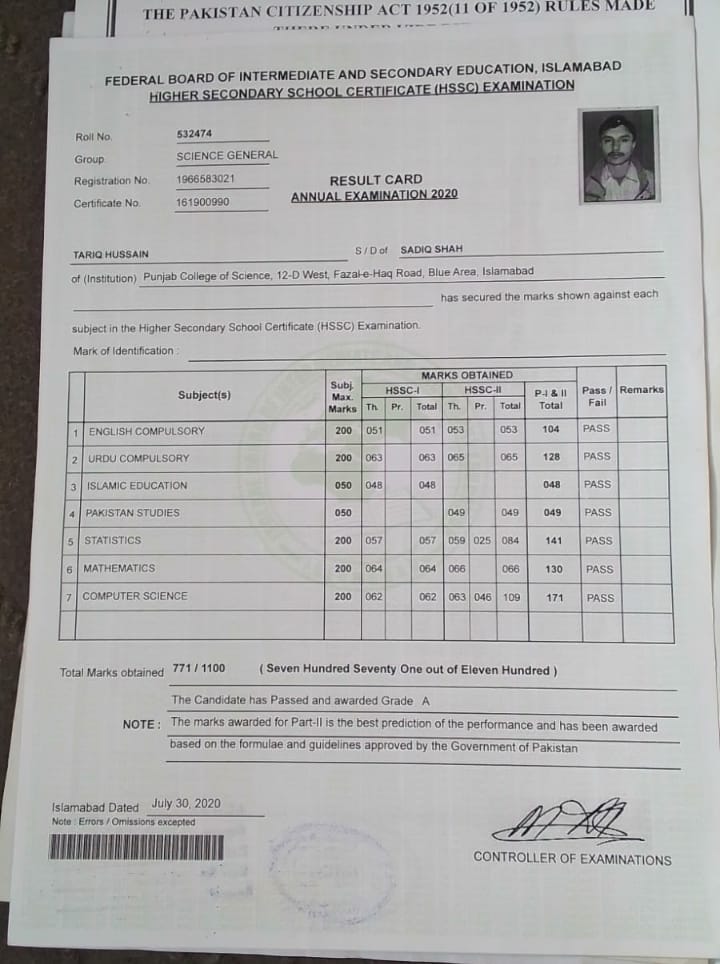 THE PAKISTAN CITIZENSHIP ACT 1952(11 OF 1952) RULES MADE
FEDERAL BOARD OF INTERMEDIATE AND SECONDARY EDUCATION, ISLAMABAD
HIGHER SECONDARY SCHOOL CERTIFICATE (HSSC) EXAMINATION
Roll No. 532474
Group SCIENCE GENERAL
Registration No. 1966583021
Certificate No. 161900990
RESULT CARD
ANNUAL EXAMINATION 2020
TARIQ HUSSAIN S / D of SADIQ SHAH
of (Institution) Punjab College of Science, 12-D West, Fazal-e-Haq Road, Blue Area, Islamabad
has secured the marks shown against each
subject in the Higher Secondary School Certificate (HSSC) Examination.
Mark of Identification :
Subject(s) Subj. Max. Marks MARKS OBTAINED Pass / Fail Remarks
HSSC-I HSSC-II P-I & II Total
Th. Pr. Total Th. Pr. Total
1 ENGLISH COMPULSORY 200 051 051 053 053 104 PASS
2 URDU COMPULSORY 200 063 063 065 065 128 PASS
3 ISLAMIC EDUCATION 050 048 048 048 PASS
4 PAKISTAN STUDIES 050 049 049 049 PASS
5 STATISTICS 200 057 057 059 025 084 141 PASS
6 MATHEMATICS 200 064 064 066 066 130 PASS
7 COMPUTER SCIENCE 200 062 062 063 046 109 171 PASS
Total Marks obtained 771 / 1100 ( Seven Hundred Seventy One out of Eleven Hundred )
The Candidate has Passed and awarded Grade A
NOTE : The marks awarded for Part-II is the best prediction of the performance and has been awarded
based on the formulae and guidelines approved by the Government of Pakistan
Islamabad Dated July 30, 2020
Note : Errors / Omissions excepted
CONTROLLER OF EXAMINATIONS